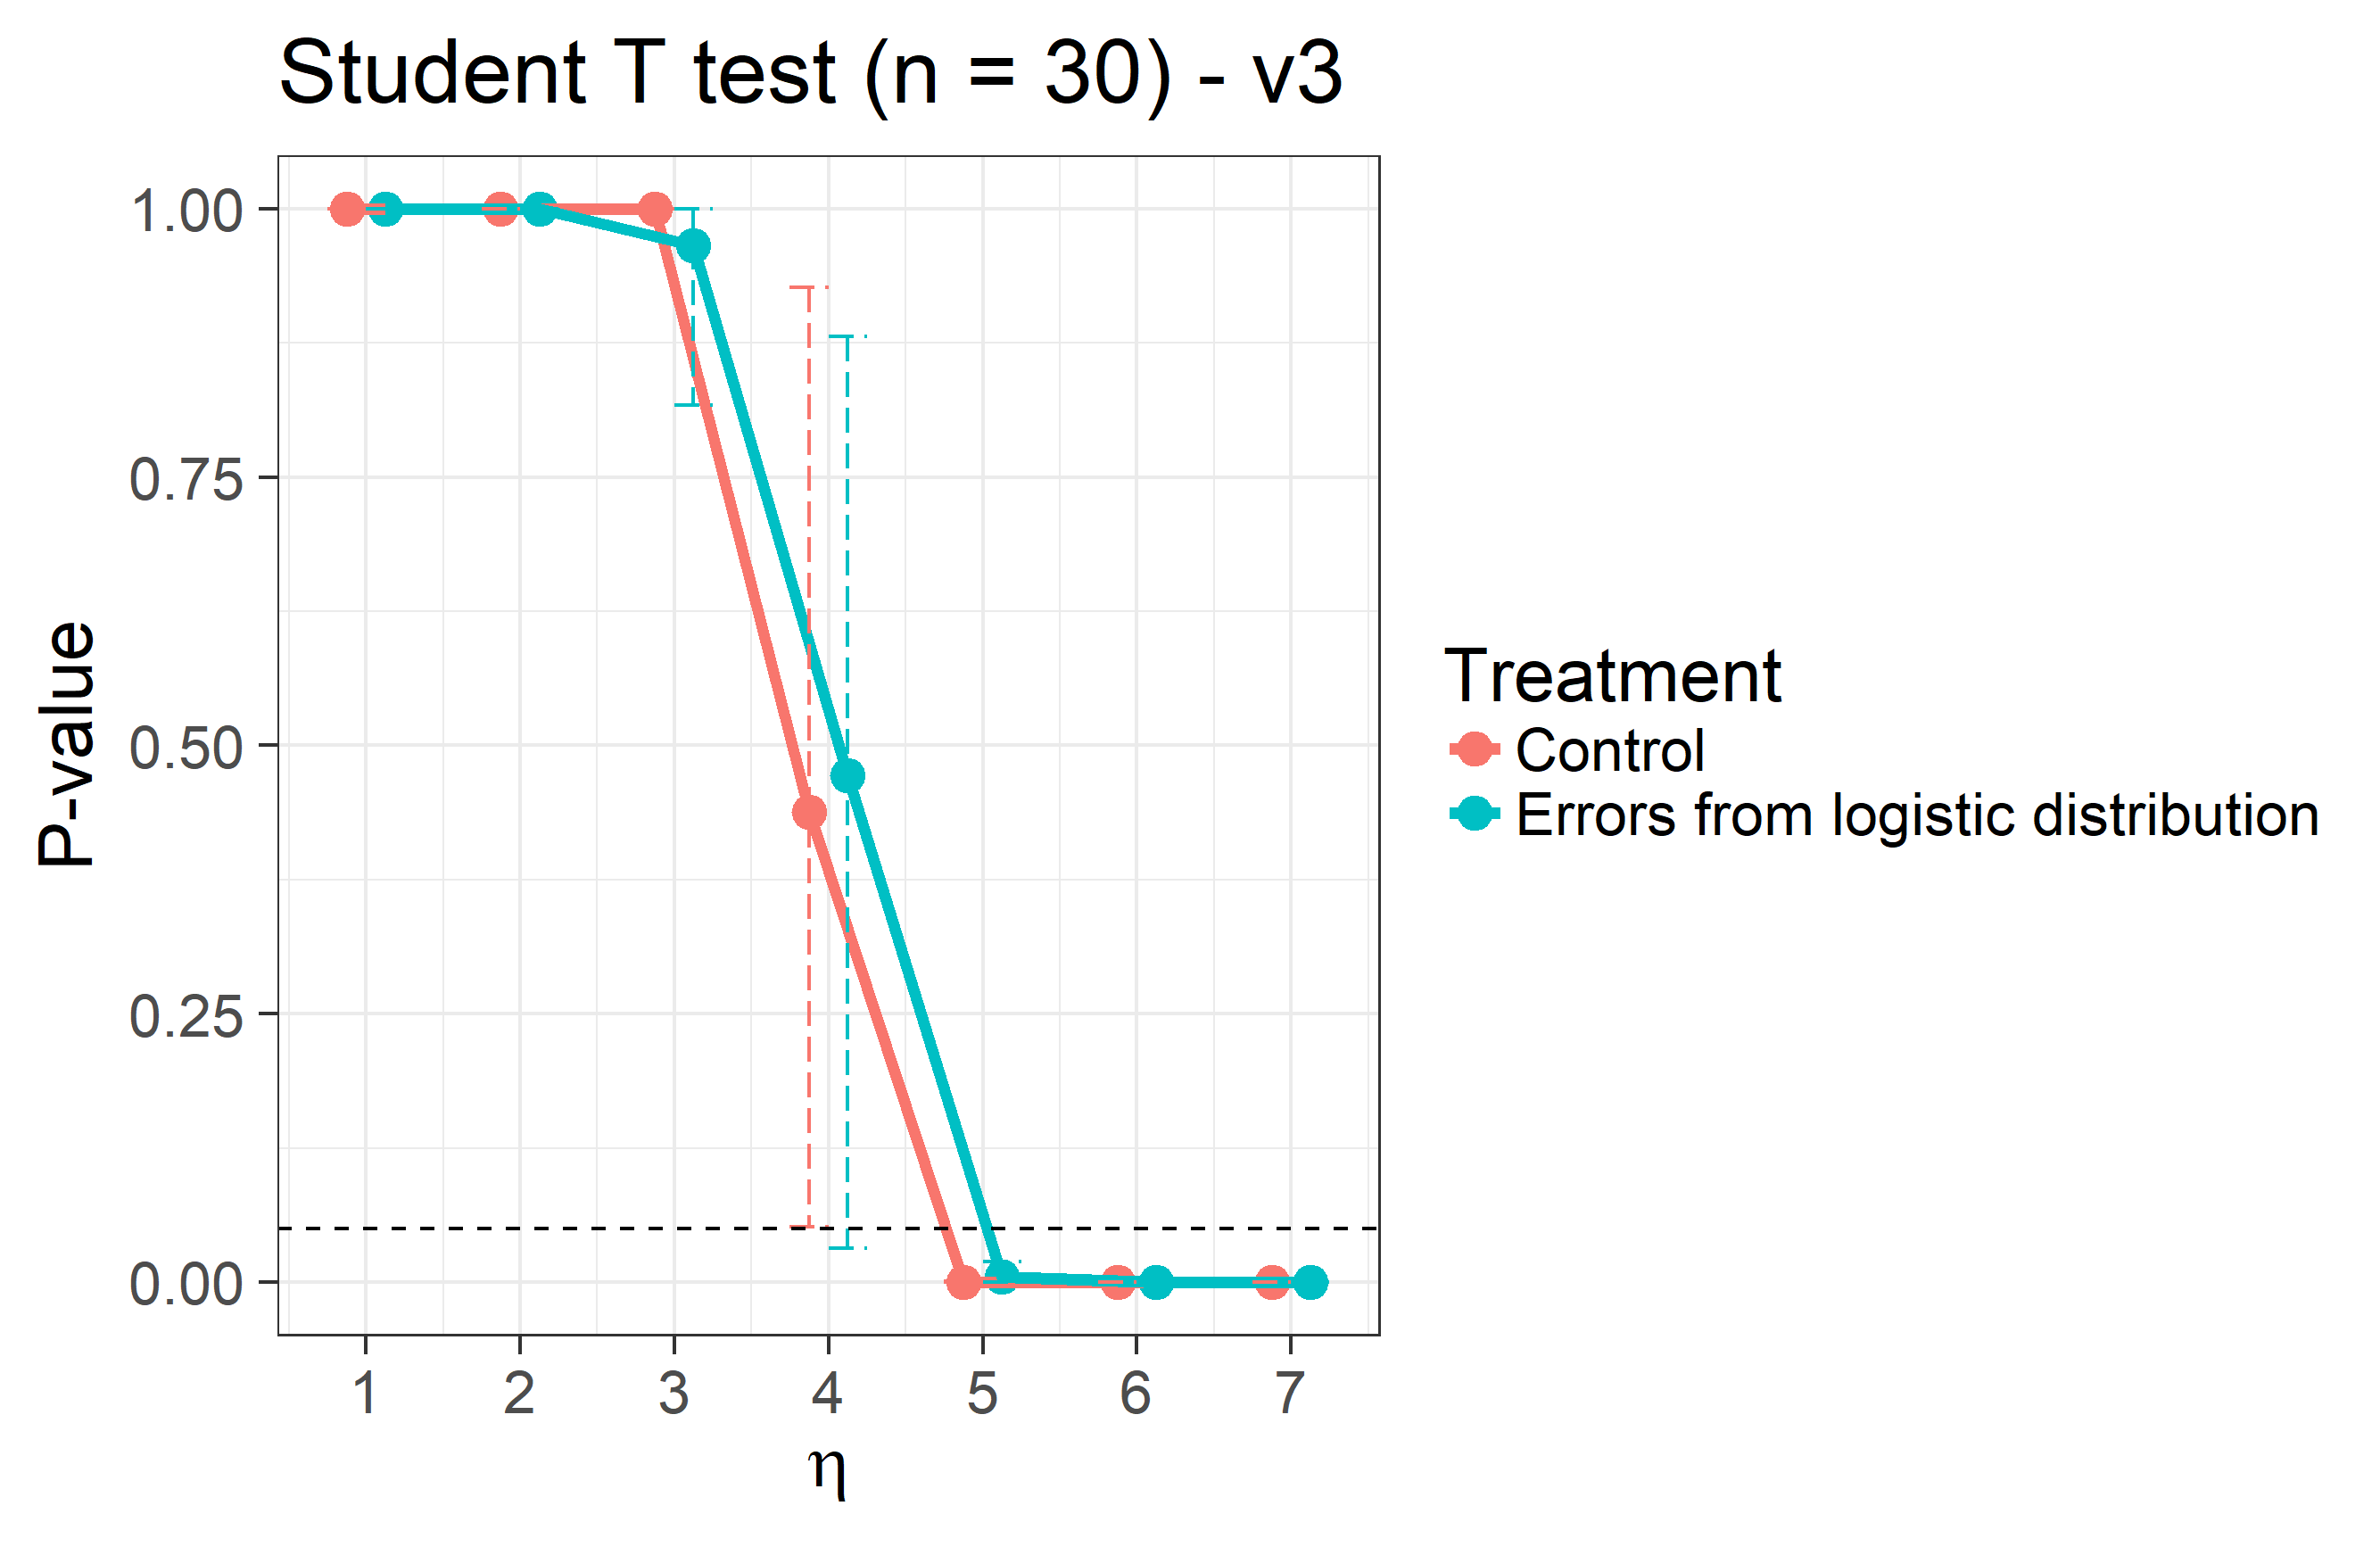 Student T test (n = 30) - v3
1.00
0.75
0.50
0.25
0.00
P-value
1 2 3 4 5 6 7
η
Treatment
Control
Errors from logistic distribution